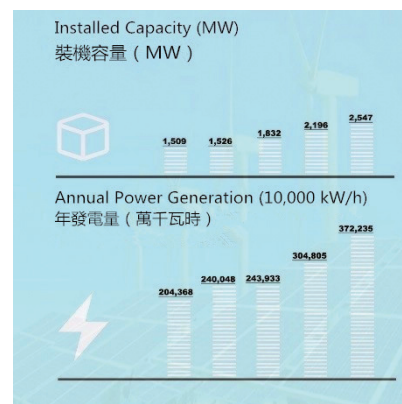 Installed Capacity (MW)
裝機容量（MW）
1,509 1,526 1,832 2,196 2,547
Annual Power Generation (10,000 kW/h)
年發電量（萬千瓦時）
204,368 240,048 243,933 304,805 372,235